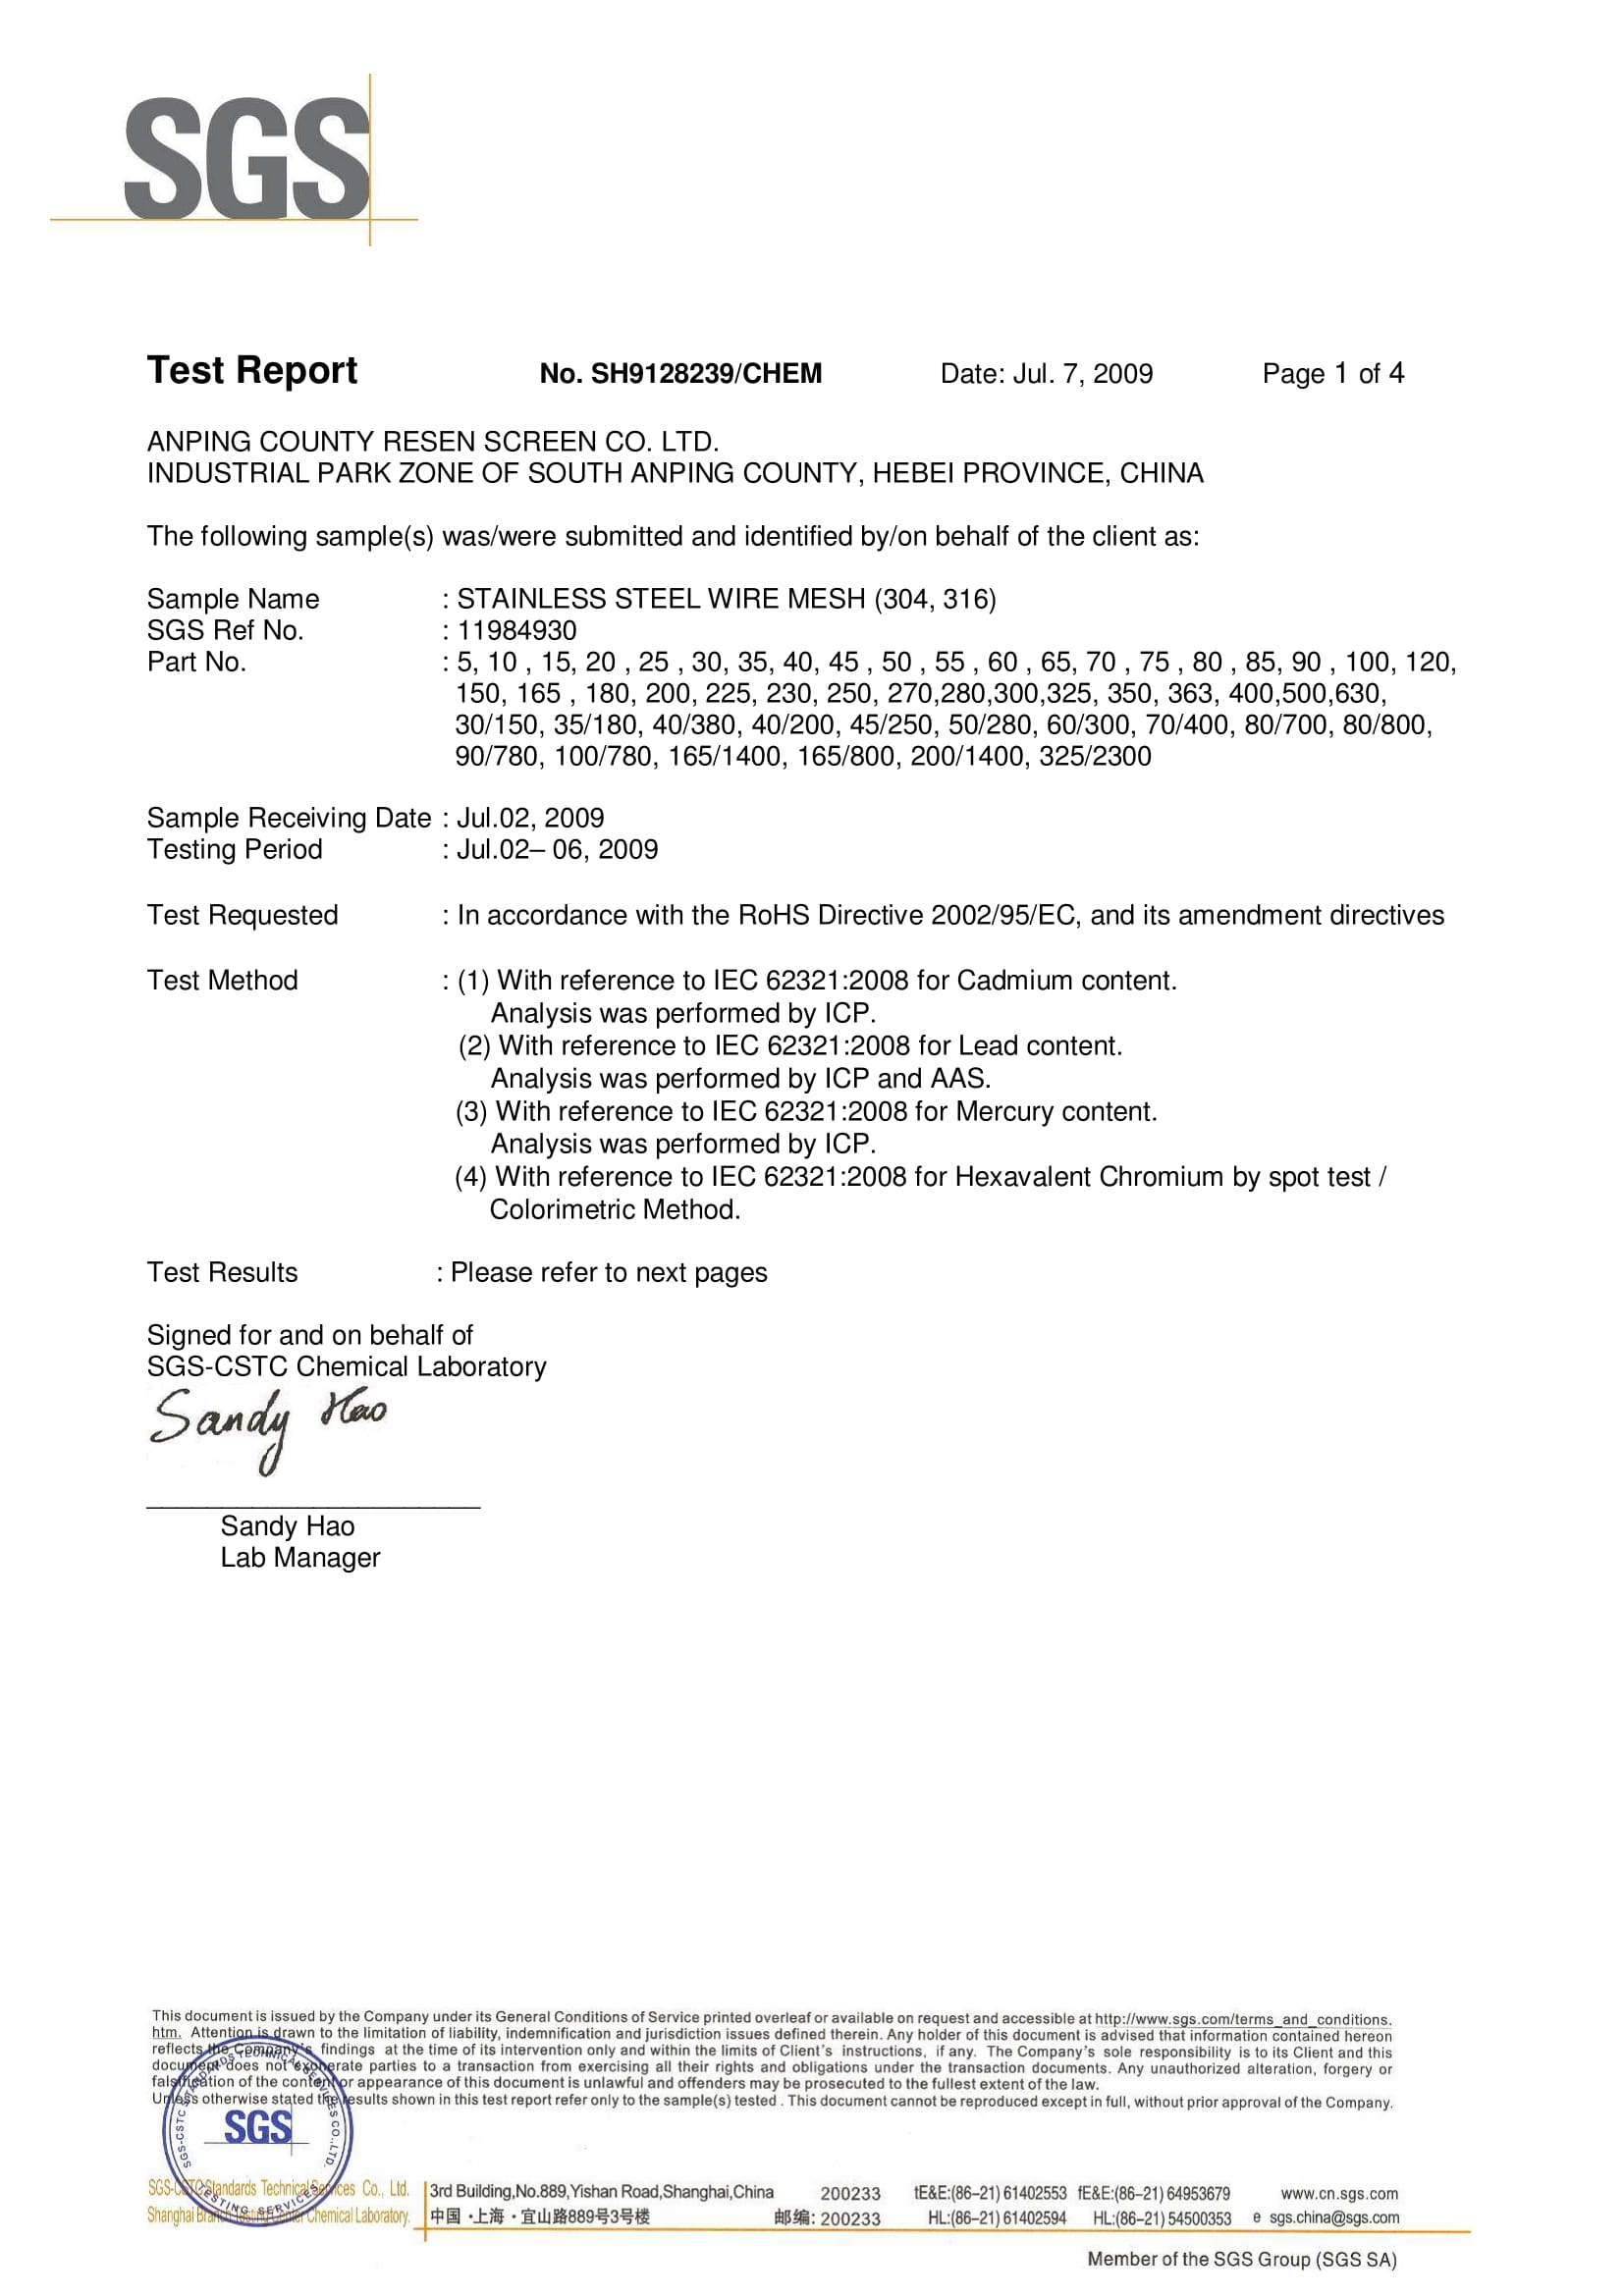 SGS
Test Report No. SH9128239/CHEM Date: Jul. 7, 2009 Page 1 of 4
ANPING COUNTY RESEN SCREEN CO. LTD.
INDUSTRIAL PARK ZONE OF SOUTH ANPING COUNTY, HEBEI PROVINCE, CHINA
The following sample(s) was/were submitted and identified by/on behalf of the client as:
Sample Name : STAINLESS STEEL WIRE MESH (304, 316)
SGS Ref No. : 11984930
Part No. : 5, 10 , 15, 20 , 25 , 30, 35, 40, 45 , 50 , 55 , 60 , 65, 70 , 75 , 80 , 85, 90 , 100, 120,
150, 165 , 180, 200, 225, 230, 250, 270,280,300,325, 350, 363, 400,500,630,
30/150, 35/180, 40/380, 40/200, 45/250, 50/280, 60/300, 70/400, 80/700, 80/800,
90/780, 100/780, 165/1400, 165/800, 200/1400, 325/2300
Sample Receiving Date : Jul.02, 2009
Testing Period : Jul.02– 06, 2009
Test Requested : In accordance with the RoHS Directive 2002/95/EC, and its amendment directives
Test Method : (1) With reference to IEC 62321:2008 for Cadmium content.
Analysis was performed by ICP.
(2) With reference to IEC 62321:2008 for Lead content.
Analysis was performed by ICP and AAS.
(3) With reference to IEC 62321:2008 for Mercury content.
Analysis was performed by ICP.
(4) With reference to IEC 62321:2008 for Hexavalent Chromium by spot test /
Colorimetric Method.
Test Results : Please refer to next pages
Signed for and on behalf of
SGS-CSTC Chemical Laboratory
Sandy Hao
Sandy Hao
Lab Manager
This document is issued by the Company under its General Conditions of Service printed overleaf or available on request and accessible at http://www.sgs.com/terms_and_conditions.
htm. Attention is drawn to the limitation of liability, indemnification and jurisdiction issues defined therein. Any holder of this document is advised that information contained hereon
reflects the Company's findings at the time of its intervention only and within the limits of Client's instructions, if any. The Company's sole responsibility is to its Client and this
document does not exonerate parties to a transaction from exercising all their rights and obligations under the transaction documents. Any unauthorized alteration, forgery or
falsification of the content or appearance of this document is unlawful and offenders may be prosecuted to the fullest extent of the law.
Unless otherwise stated the results shown in this test report refer only to the sample(s) tested . This document cannot be reproduced except in full, without prior approval of the Company.
SGS-CSTC STANDARDS TECHNICAL SERVICES CO.,LTD.
SGS
TESTING SERVICES
SGS-CSTC Standards Technical Services Co., Ltd. 3rd Building,No.889,Yishan Road,Shanghai,China 200233 tE&E:(86–21) 61402553 fE&E:(86–21) 64953679 www.cn.sgs.com
Shanghai Branch Testing Center Chemical Laboratory. 中国・上海・宜山路889号3号楼 邮编: 200233 HL:(86–21) 61402594 HL:(86–21) 54500353 e sgs.china@sgs.com
Member of the SGS Group (SGS SA)